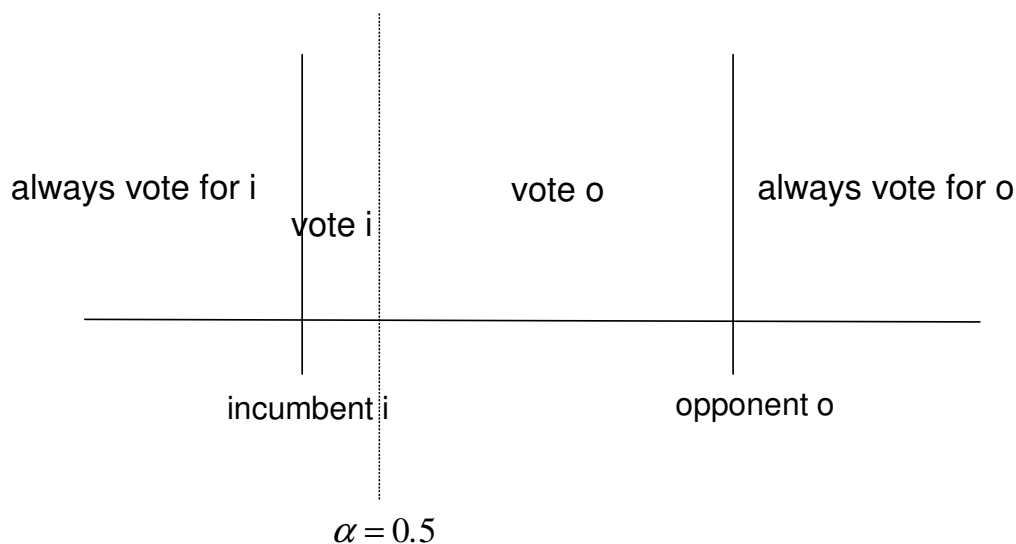 always vote for i
vote i
vote o
always vote for o
incumbent i
opponent o
α = 0.5